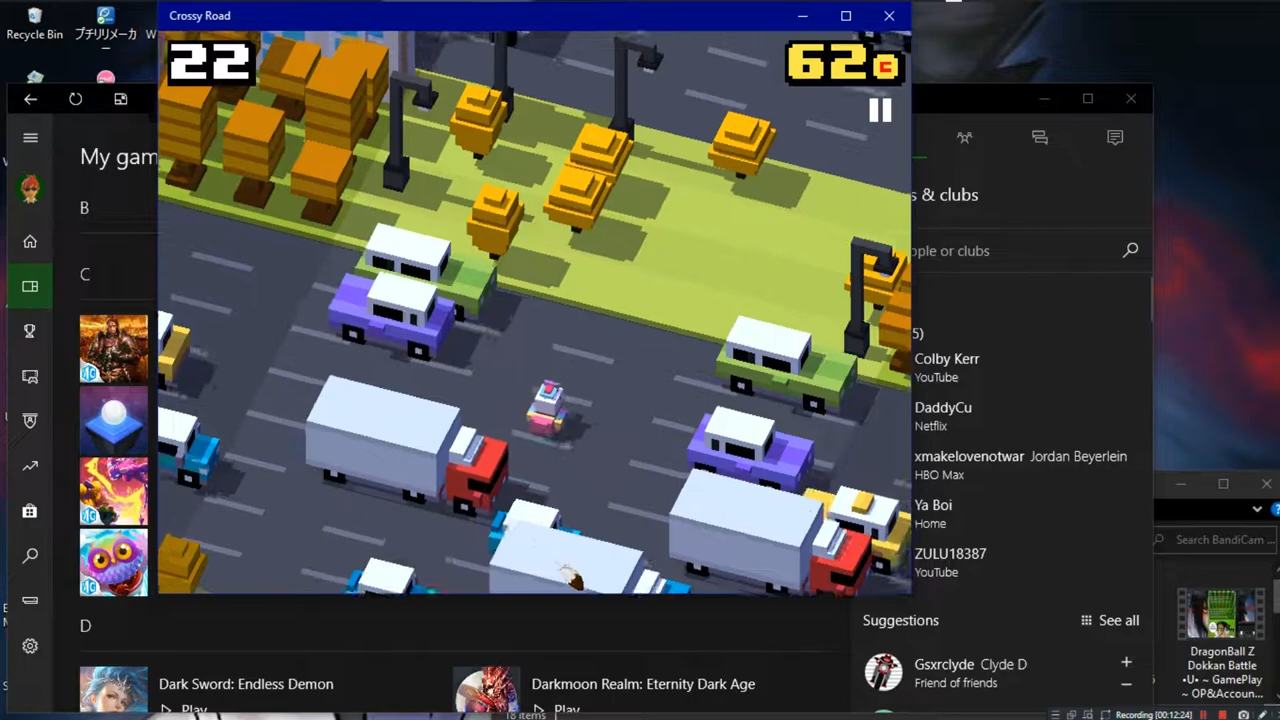 Crossy Road
22
62
Recycle Bin
プチリメーカ
ー
My gam
B
C
D
s & clubs
ople or clubs
5)
Colby Kerr
YouTube
DaddyCu
Netflix
xmakelovenotwar Jordan Beyerlein
HBO Max
Ya Boi
Home
ZULU18387
YouTube
Suggestions
See all
Gsxrclyde Clyde D
Friend of friends
Dark Sword: Endless Demon
Play
Darkmoon Realm: Eternity Dark Age
Play
Search BandiCam ...
DragonBall Z
Dokkan Battle
•U• ~ GamePlay
~ OP&Accoun...
18 items
Recording [00:12:24]